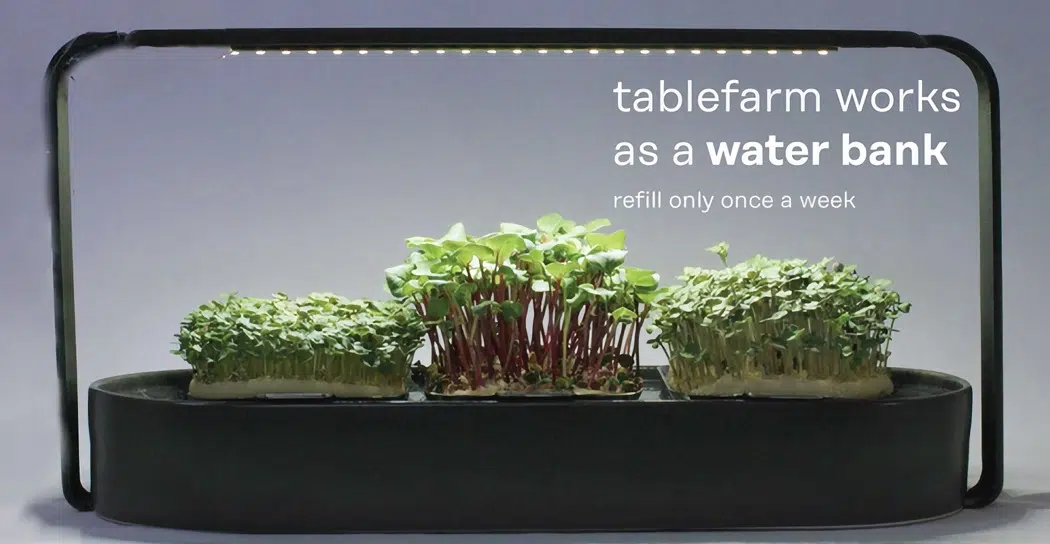 tablefarm works
as a water bank
refill only once a week